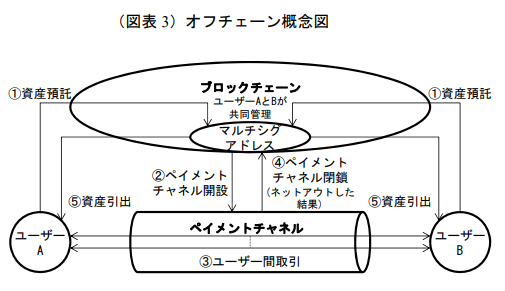 （図表３）オフチェーン概念図
ブロックチェーン
①資産預託
ユーザーAとBが
共同管理
①資産預託
マルチシグ
アドレス
②ペイメント
チャネル開設
④ペイメント
チャネル閉鎖
（ネットアウトした
結果）
⑤資産引出
⑤資産引出
ユーザー
A
ペイメントチャネル
ユーザー
B
③ユーザー間取引